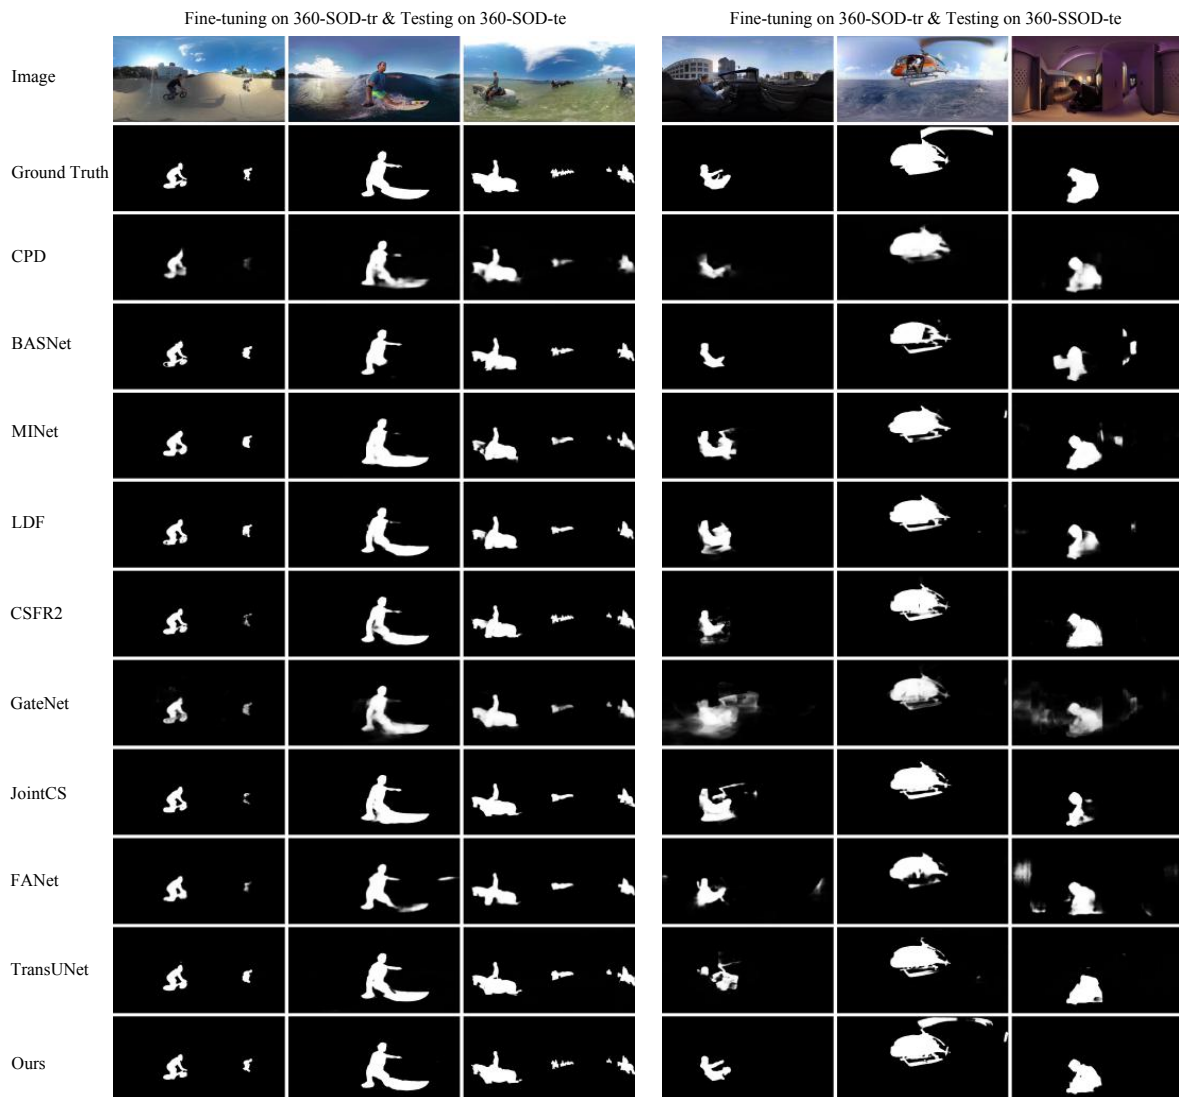 Fine-tuning on 360-SOD-tr & Testing on 360-SOD-te
Fine-tuning on 360-SOD-tr & Testing on 360-SSOD-te
Image
Ground Truth
CPD
BASNet
MINet
LDF
CSFR2
GateNet
JointCS
FANet
TransUNet
Ours